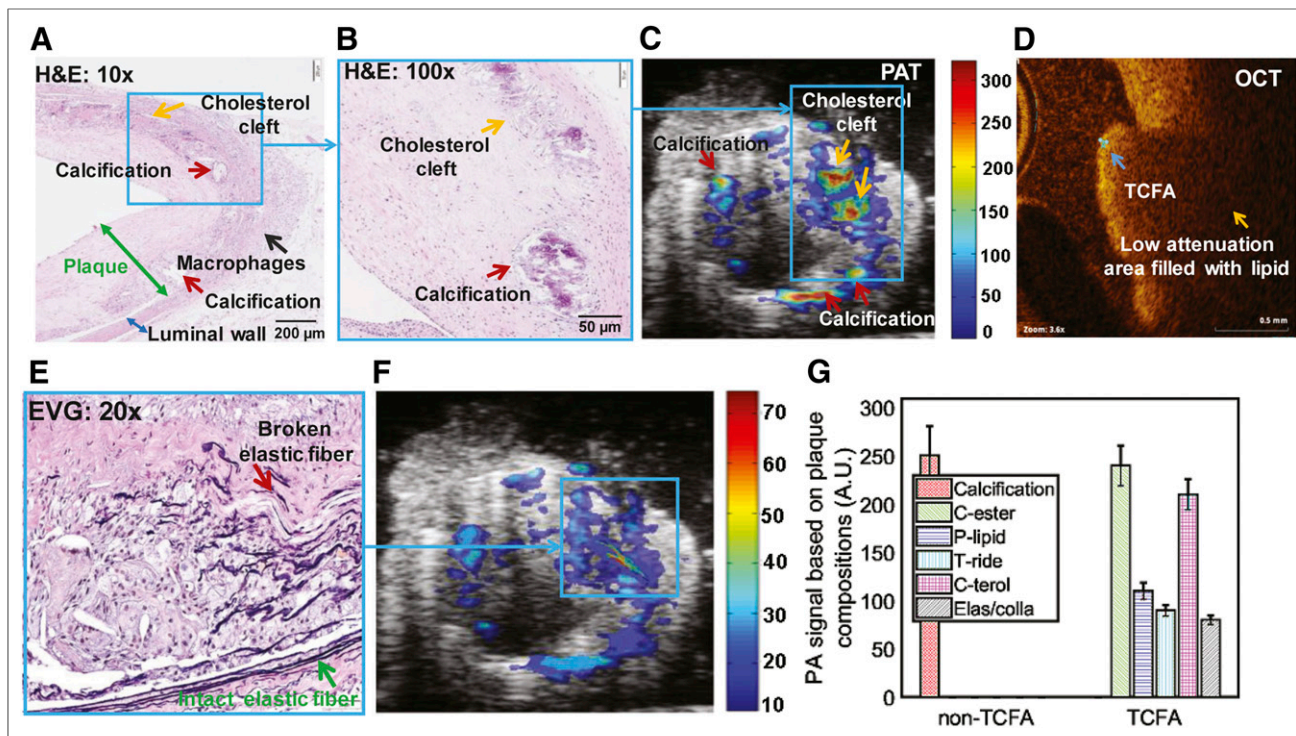 A
H&E: 10x
Cholesterol
cleft
Calcification
Plaque
Macrophages
Calcification
Luminal wall
200 μm
B
H&E: 100x
Cholesterol
cleft
Calcification
50 μm
C
PAT
Cholesterol
cleft
Calcification
Calcification
300
250
200
150
100
50
0
D
OCT
TCFA
Low attenuation
area filled with lipid
Zoom: 3.6x
0.5 mm
E
EVG: 20x
Broken
elastic fiber
Intact elastic fiber
F
70
60
50
40
30
20
10
G
PA signal based on plaque
compositions (A.U.)
300
250
200
150
100
50
0
Calcification
C-ester
P-lipid
T-ride
C-terol
Elas/colla
non-TCFA
TCFA